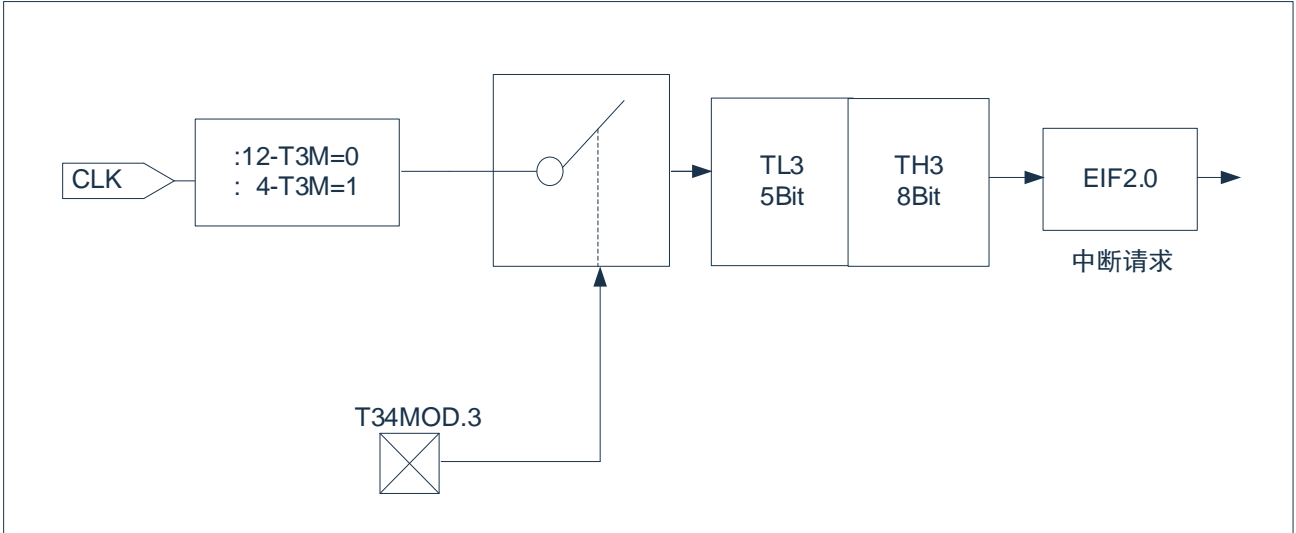 CLK
:12-T3M=0
: 4-T3M=1
TL3
5Bit
TH3
8Bit
EIF2.0
中断请求
T34MOD.3